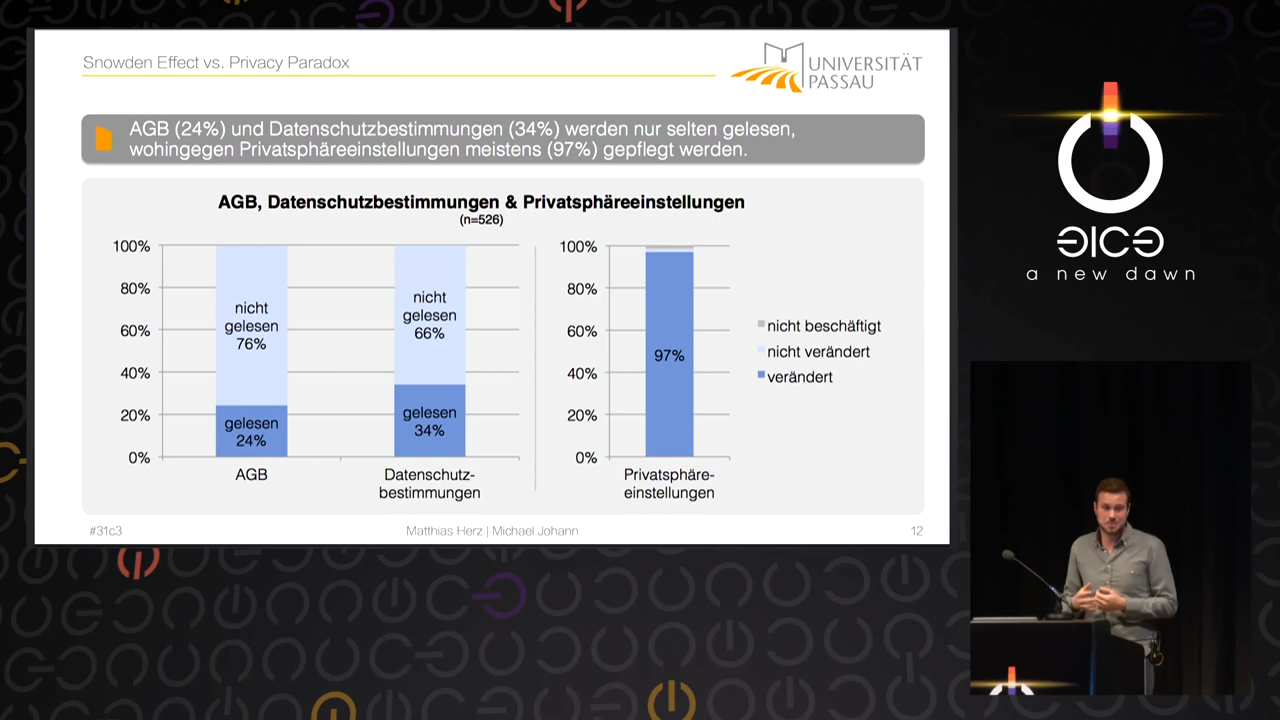 Snowden Effect vs. Privacy Paradox
UNIVERSITÄT
PASSAU
AGB (24%) und Datenschutzbestimmungen (34%) werden nur selten gelesen,
wohingegen Privatsphäreeinstellungen meistens (97%) gepflegt werden.
AGB, Datenschutzbestimmungen & Privatsphäreeinstellungen
(n=526)
100%
80%
60%
40%
20%
0%
nicht
gelesen
76%
gelesen
24%
AGB
nicht
gelesen
66%
gelesen
34%
Datenschutz-
bestimmungen
100%
80%
60%
40%
20%
0%
97%
Privatsphäre-
einstellungen
nicht beschäftigt
nicht verändert
verändert
#31c3
Matthias Herz | Michael Johann
12
a new dawn